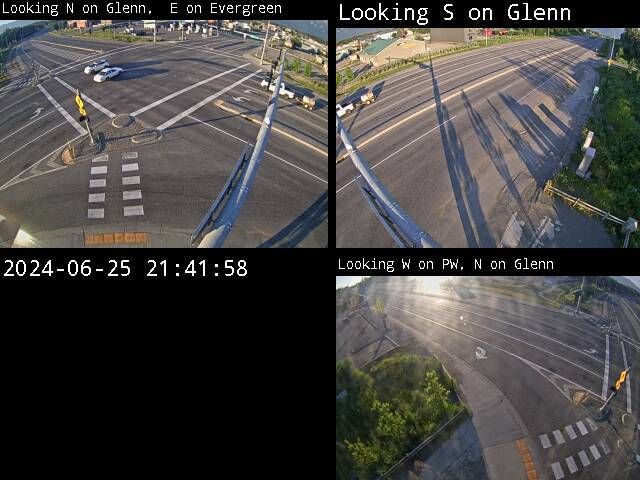 Looking N on Glenn,  E on Evergreen
Looking S on Glenn
2024-06-25 21:41:58
Looking W on PW, N on Glenn